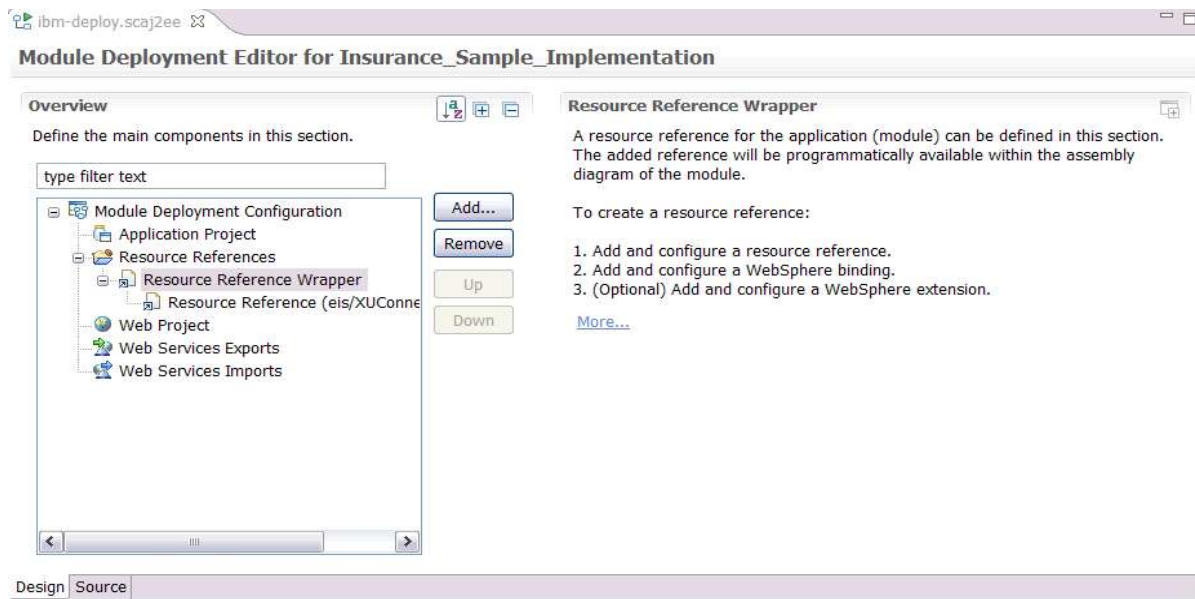 ibm-deploy.scaj2ee
Module Deployment Editor for Insurance_Sample_Implementation
Overview
Define the main components in this section.
type filter text
Module Deployment Configuration
Application Project
Resource References
Resource Reference Wrapper
Resource Reference (eis/XUConne
Web Project
Web Services Exports
Web Services Imports
Add...
Remove
Up
Down
Resource Reference Wrapper
A resource reference for the application (module) can be defined in this section.
The added reference will be programmatically available within the assembly
diagram of the module.
To create a resource reference:
1. Add and configure a resource reference.
2. Add and configure a WebSphere binding.
3. (Optional) Add and configure a WebSphere extension.
More...
Design Source